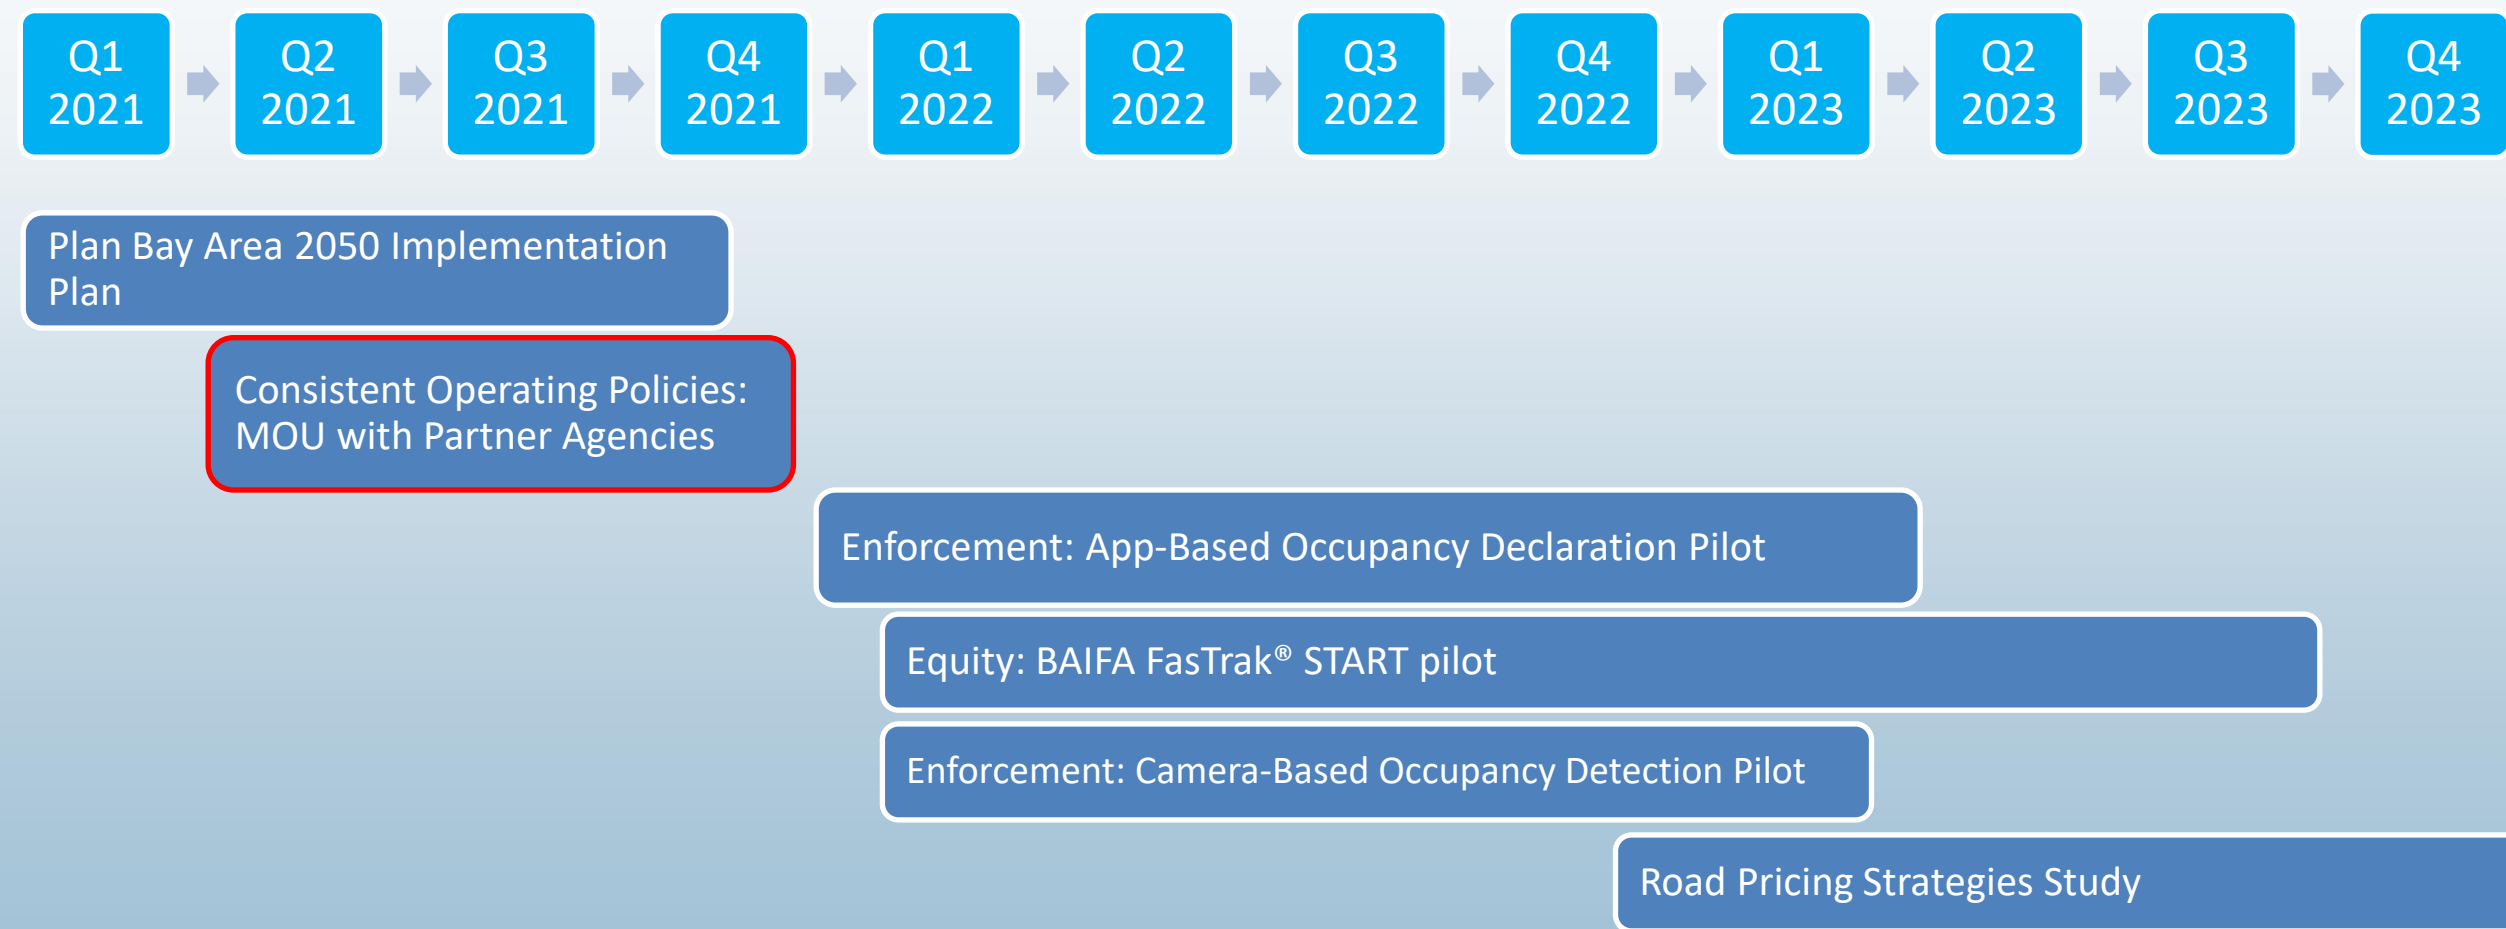 Q1
2021
Q2
2021
Q3
2021
Q4
2021
Q1
2022
Q2
2022
Q3
2022
Q4
2022
Q1
2023
Q2
2023
Q3
2023
Q4
2023
Plan Bay Area 2050 Implementation
Plan
Consistent Operating Policies:
MOU with Partner Agencies
Enforcement: App-Based Occupancy Declaration Pilot
Equity: BAIFA FasTrak® START pilot
Enforcement: Camera-Based Occupancy Detection Pilot
Road Pricing Strategies Study